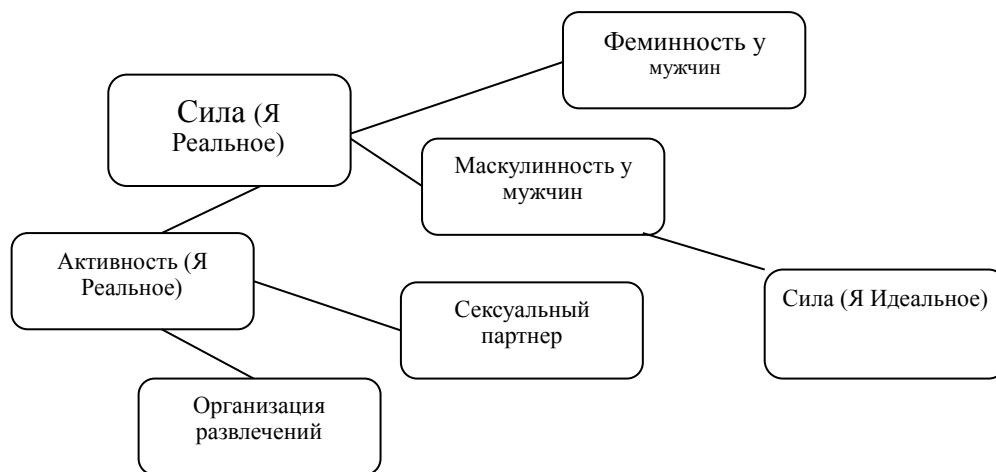 Феминность у
мужчин
Сила (Я
Реальное)
Маскулинность у
мужчин
Активность (Я
Реальное)
Сексуальный
партнер
Сила (Я Идеальное)
Организация
развлечений